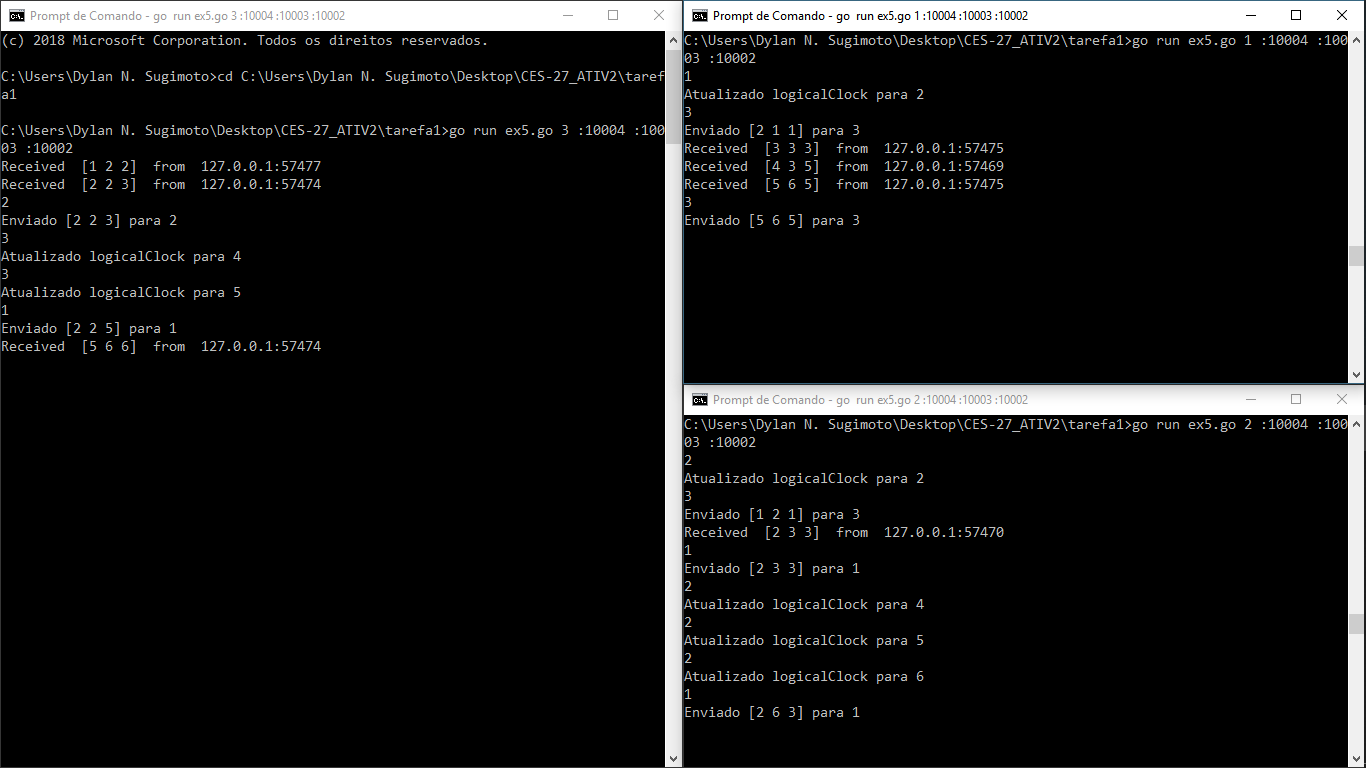 Prompt de Comando - go  run ex5.go 3 :10004 :10003 :10002
(c) 2018 Microsoft Corporation. Todos os direitos reservados.
C:\Users\Dylan N. Sugimoto>cd C:\Users\Dylan N. Sugimoto\Desktop\CES-27_ATIV2\taref
a1
C:\Users\Dylan N. Sugimoto\Desktop\CES-27_ATIV2\tarefa1>go run ex5.go 3 :10004 :100
03 :10002
Received  [1 2 2]  from  127.0.0.1:57477
Received  [2 2 3]  from  127.0.0.1:57474
2
Enviado [2 2 3] para 2
3
Atualizado logicalClock para 4
3
Atualizado logicalClock para 5
1
Enviado [2 2 5] para 1
Received  [5 6 6]  from  127.0.0.1:57474
Prompt de Comando - go  run ex5.go 1 :10004 :10003 :10002
C:\Users\Dylan N. Sugimoto\Desktop\CES-27_ATIV2\tarefa1>go run ex5.go 1 :10004 :100
03 :10002
1
Atualizado logicalClock para 2
3
Enviado [2 1 1] para 3
Received  [3 3 3]  from  127.0.0.1:57475
Received  [4 3 5]  from  127.0.0.1:57469
Received  [5 6 5]  from  127.0.0.1:57475
3
Enviado [5 6 5] para 3
Prompt de Comando - go  run ex5.go 2 :10004 :10003 :10002
C:\Users\Dylan N. Sugimoto\Desktop\CES-27_ATIV2\tarefa1>go run ex5.go 2 :10004 :100
03 :10002
2
Atualizado logicalClock para 2
3
Enviado [1 2 1] para 3
Received  [2 3 3]  from  127.0.0.1:57470
1
Enviado [2 3 3] para 1
2
Atualizado logicalClock para 4
2
Atualizado logicalClock para 5
2
Atualizado logicalClock para 6
1
Enviado [2 6 3] para 1